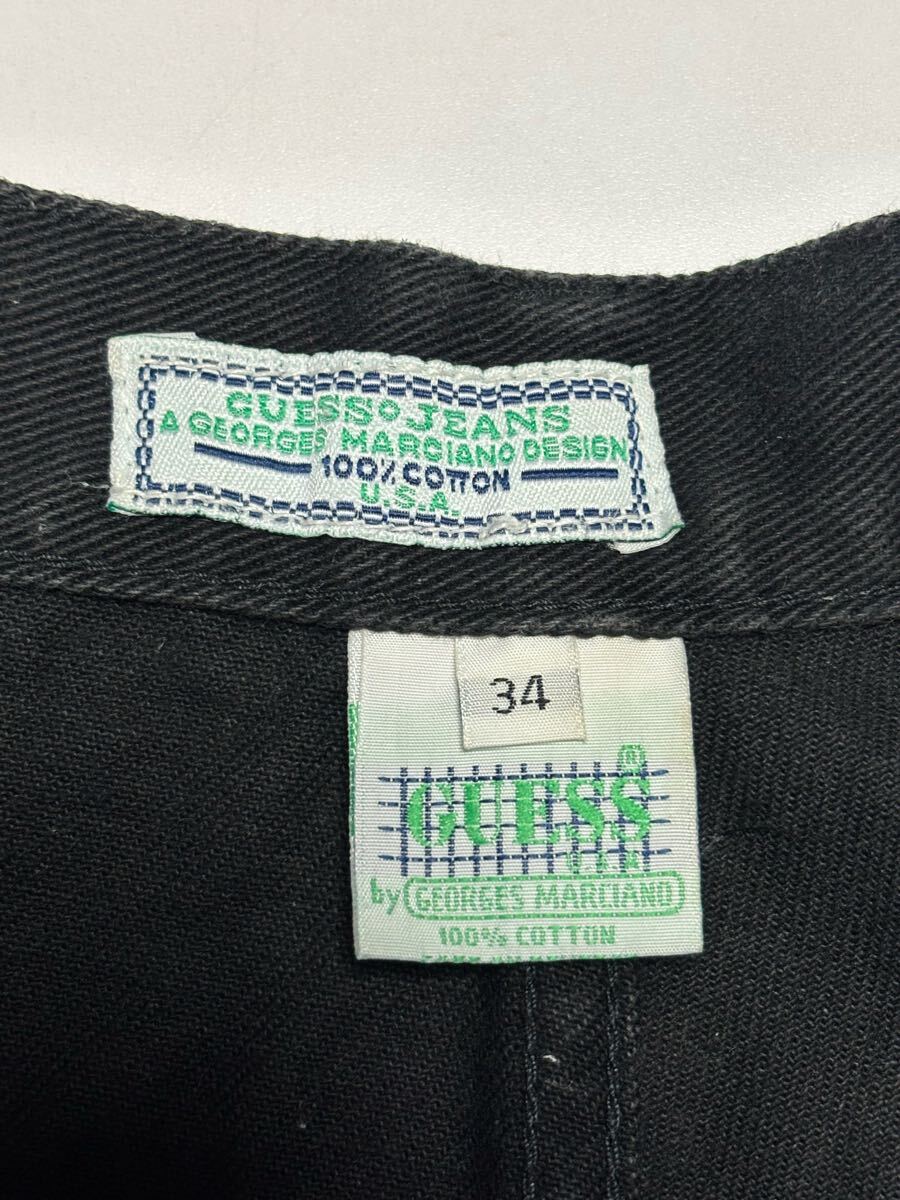 GUESS® JEANS
A GEORGES MARCIANO DESIGN
100% COTTON
U.S.A.
34
®
GUESS
by GEORGES MARCIANO
100% COTTON